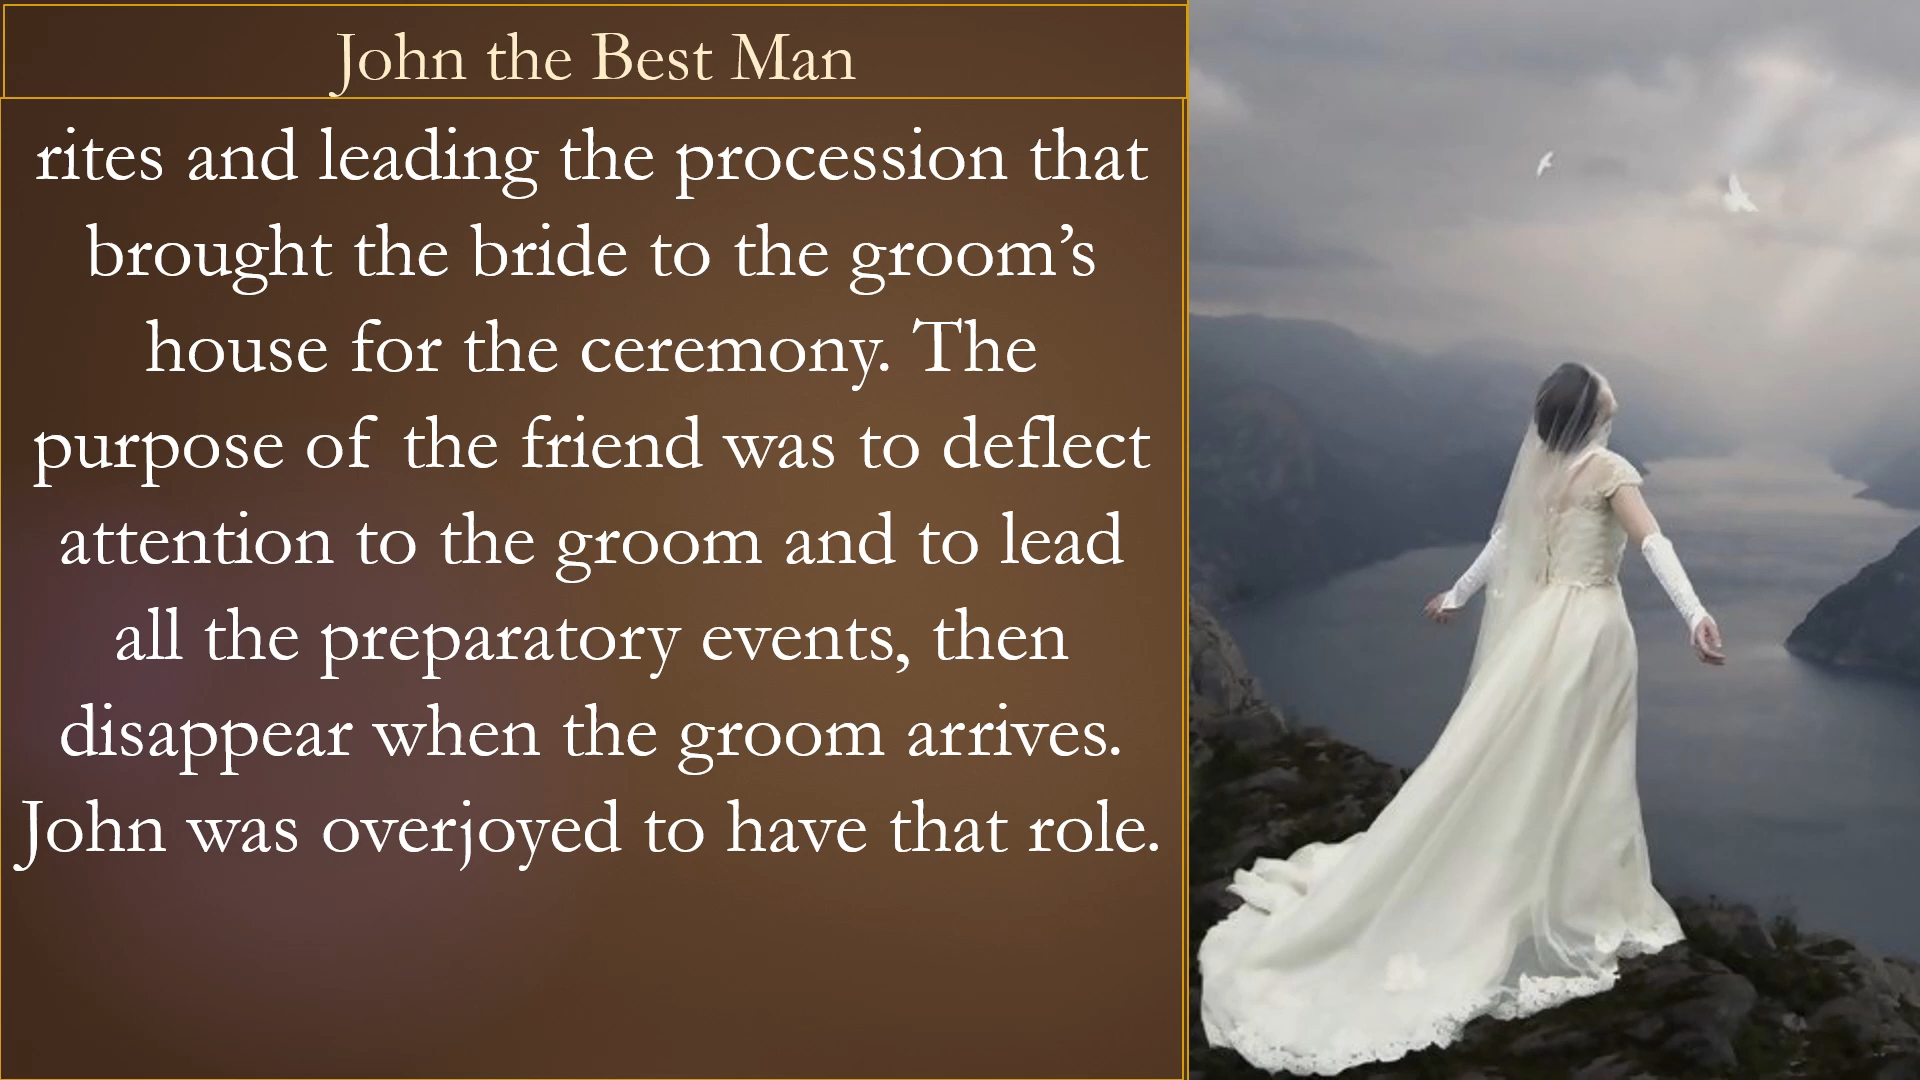 John the Best Man
rites and leading the procession that
brought the bride to the groom’s
house for the ceremony. The
purpose of the friend was to deflect
attention to the groom and to lead
all the preparatory events, then
disappear when the groom arrives.
John was overjoyed to have that role.